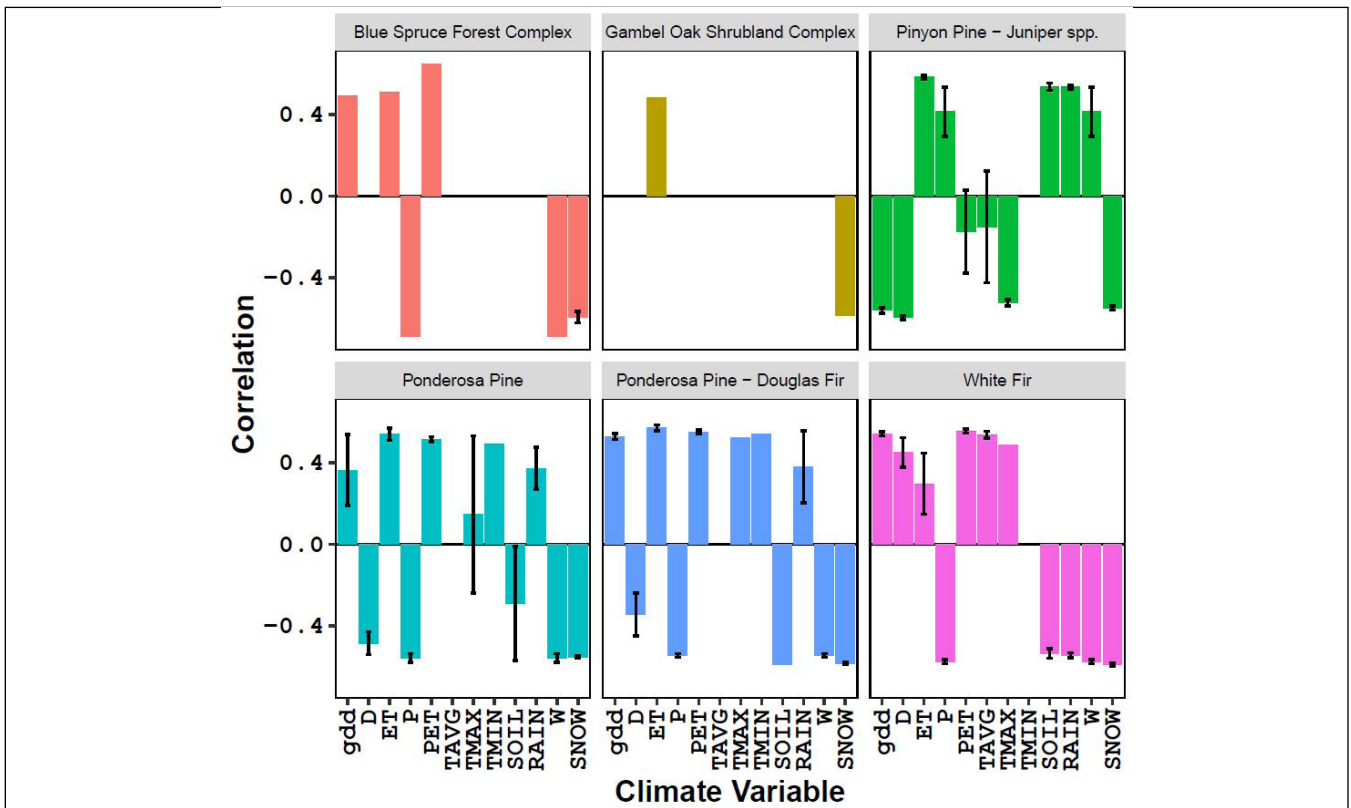 Blue Spruce Forest Complex
Gambel Oak Shrubland Complex
Pinyon Pine − Juniper spp.
0.4
0.0
−0.4
Correlation
Ponderosa Pine
Ponderosa Pine − Douglas Fir
White Fir
0.4
0.0
−0.4
gdd
D
ET
P
PET
TAVG
TMAX
TMIN
SOIL
RAIN
W
SNOW
gdd
D
ET
P
PET
TAVG
TMAX
TMIN
SOIL
RAIN
W
SNOW
gdd
D
ET
P
PET
TAVG
TMAX
TMIN
SOIL
RAIN
W
SNOW
Climate Variable